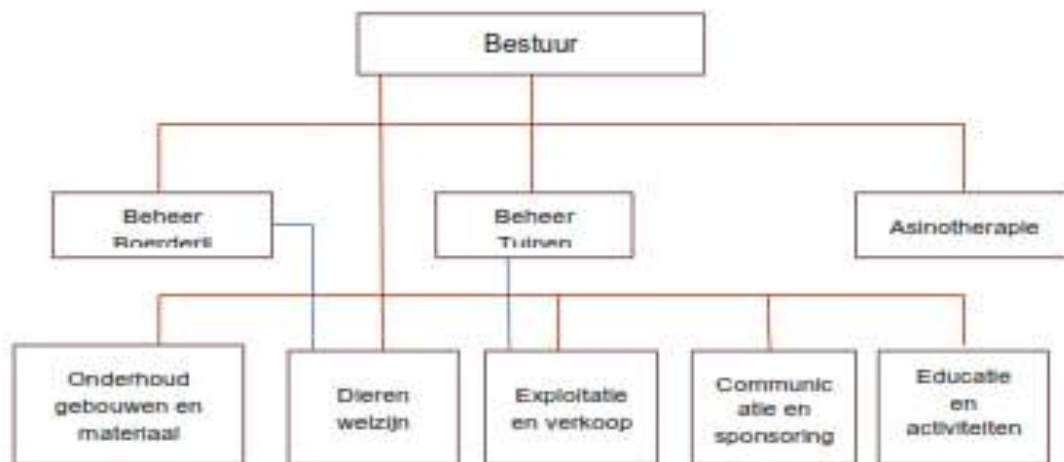 Bestuur
Beheer
Boerderij
Beheer
Tuinen
Asinotherapie
Onderhoud
gebouwen en
materiaal
Dieren
welzijn
Exploitatie
en verkoop
Communic
atie en
sponsoring
Educatie
en
activiteiten